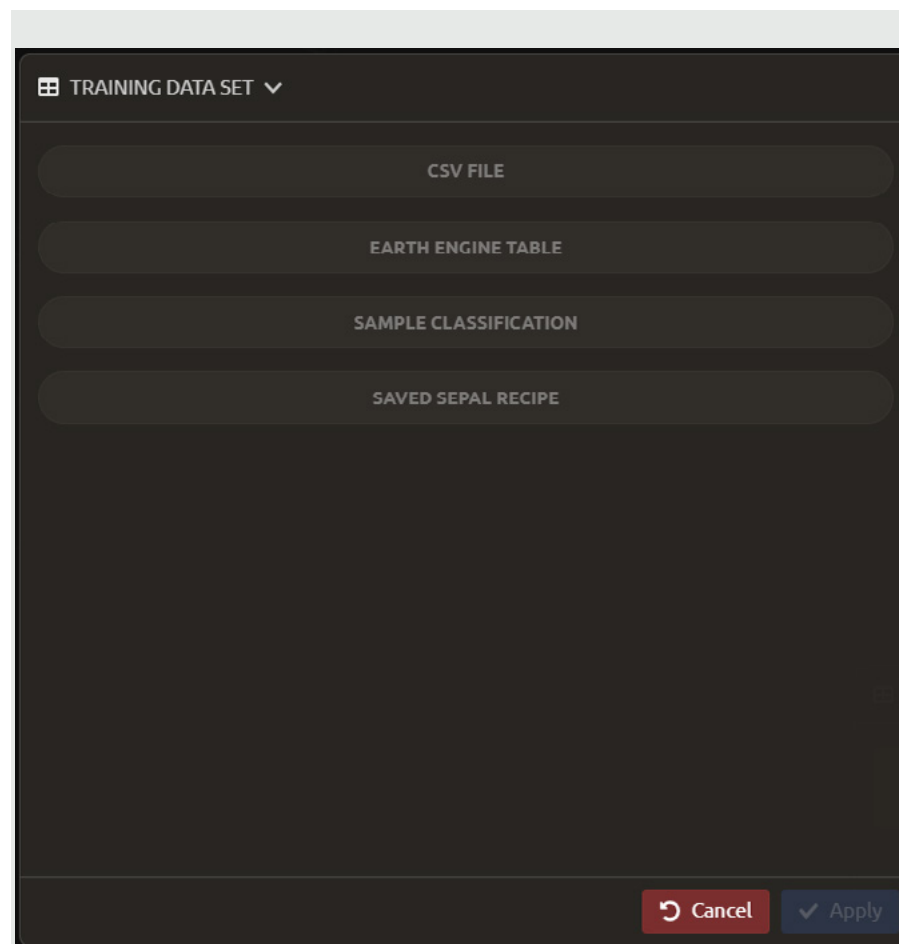 TRAINING DATA SET
CSV FILE
EARTH ENGINE TABLE
SAMPLE CLASSIFICATION
SAVED SEPAL RECIPE
Cancel
Apply